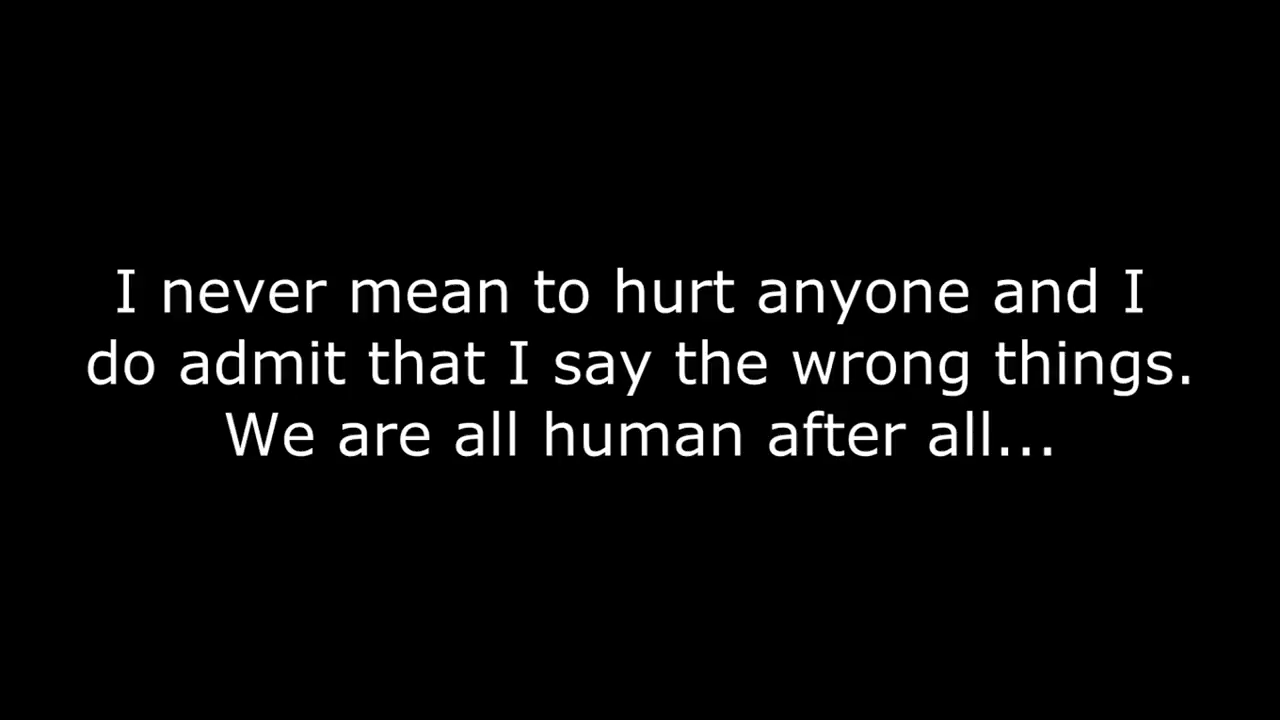 I never mean to hurt anyone and I
do admit that I say the wrong things.
We are all human after all...